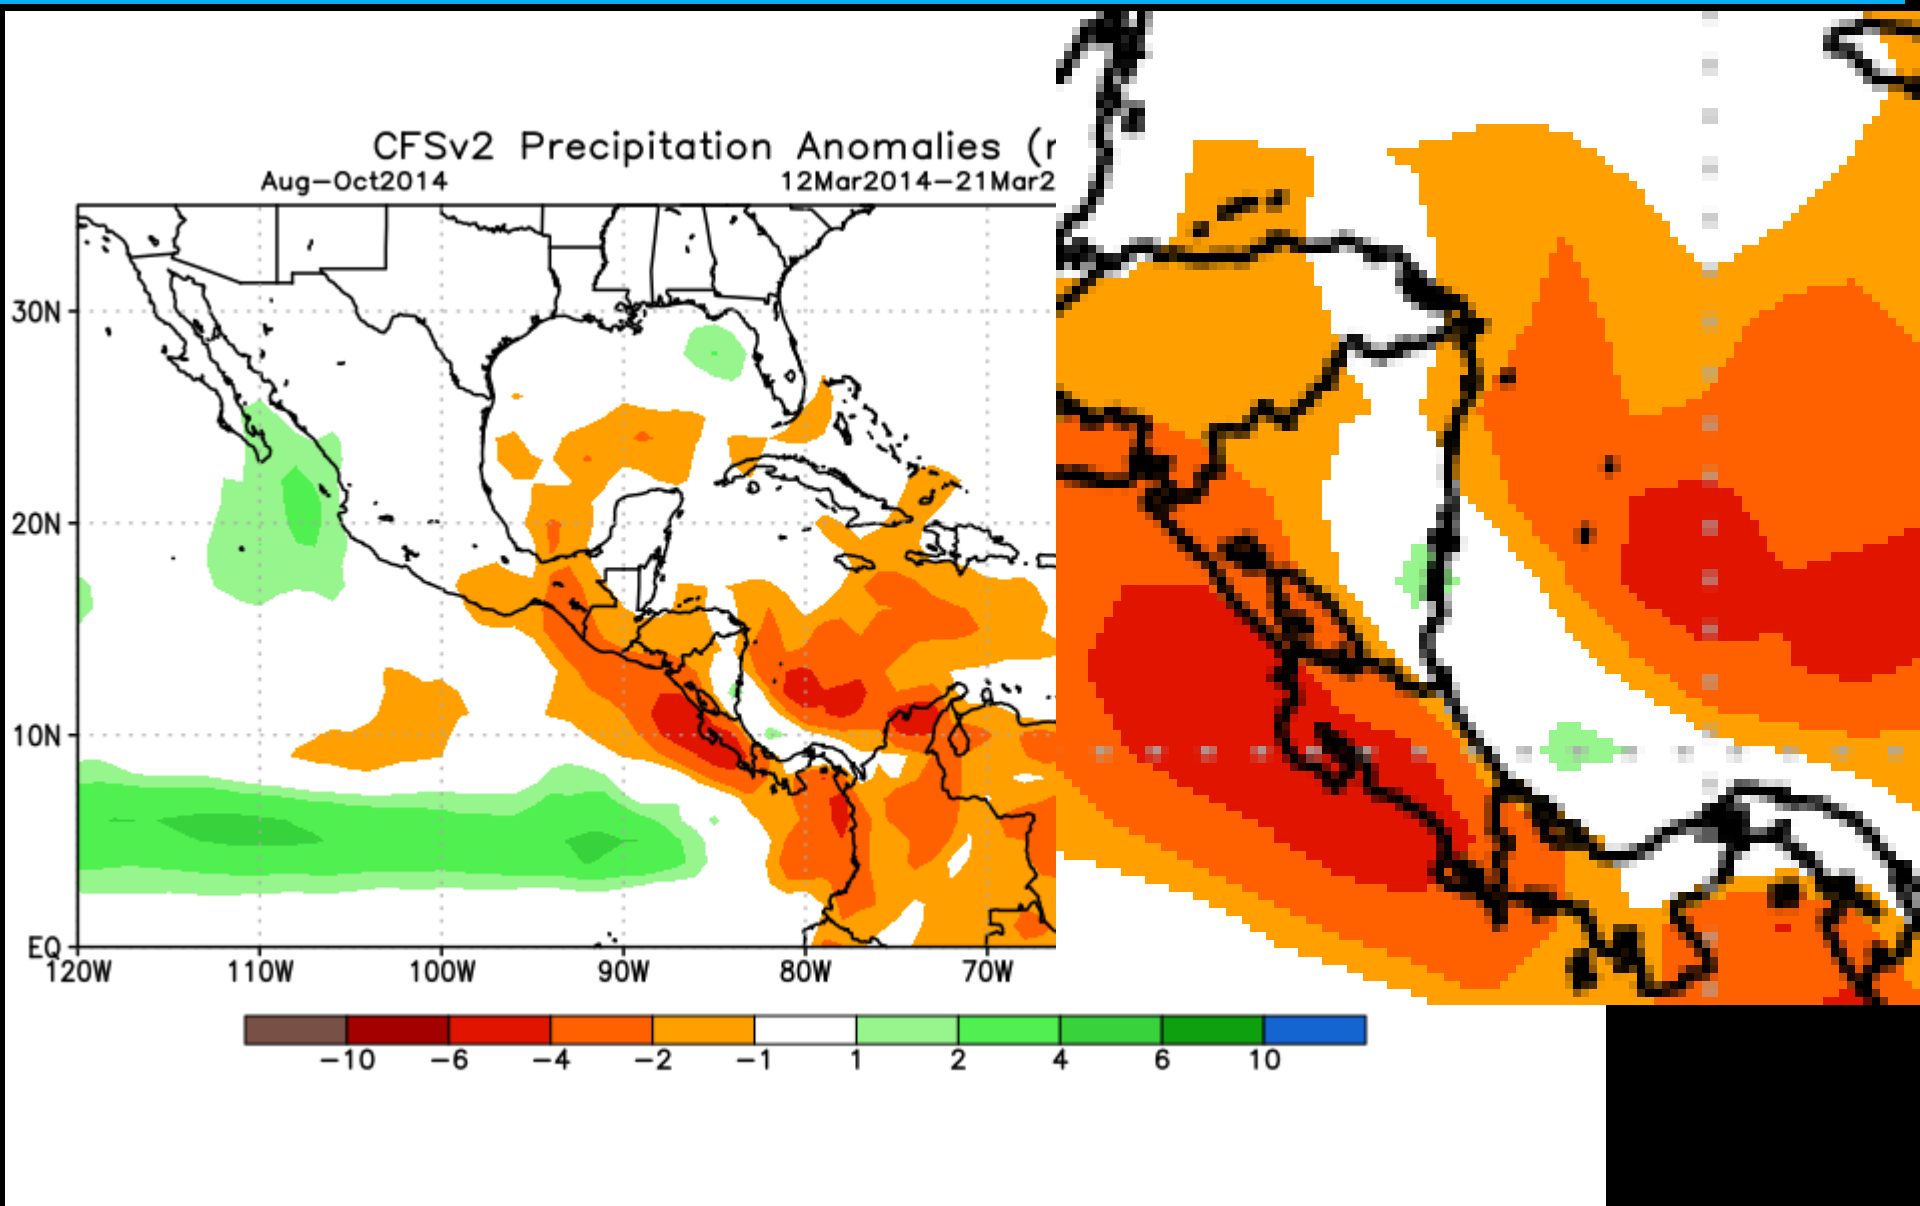 CFSv2 Precipitation Anomalies (
Aug-Oct2014 12Mar2014-21Mar2
30N
20N
10N
EQ
120W 110W 100W 90W 80W 70W
-10 -6 -4 -2 -1 1 2 4 6 10